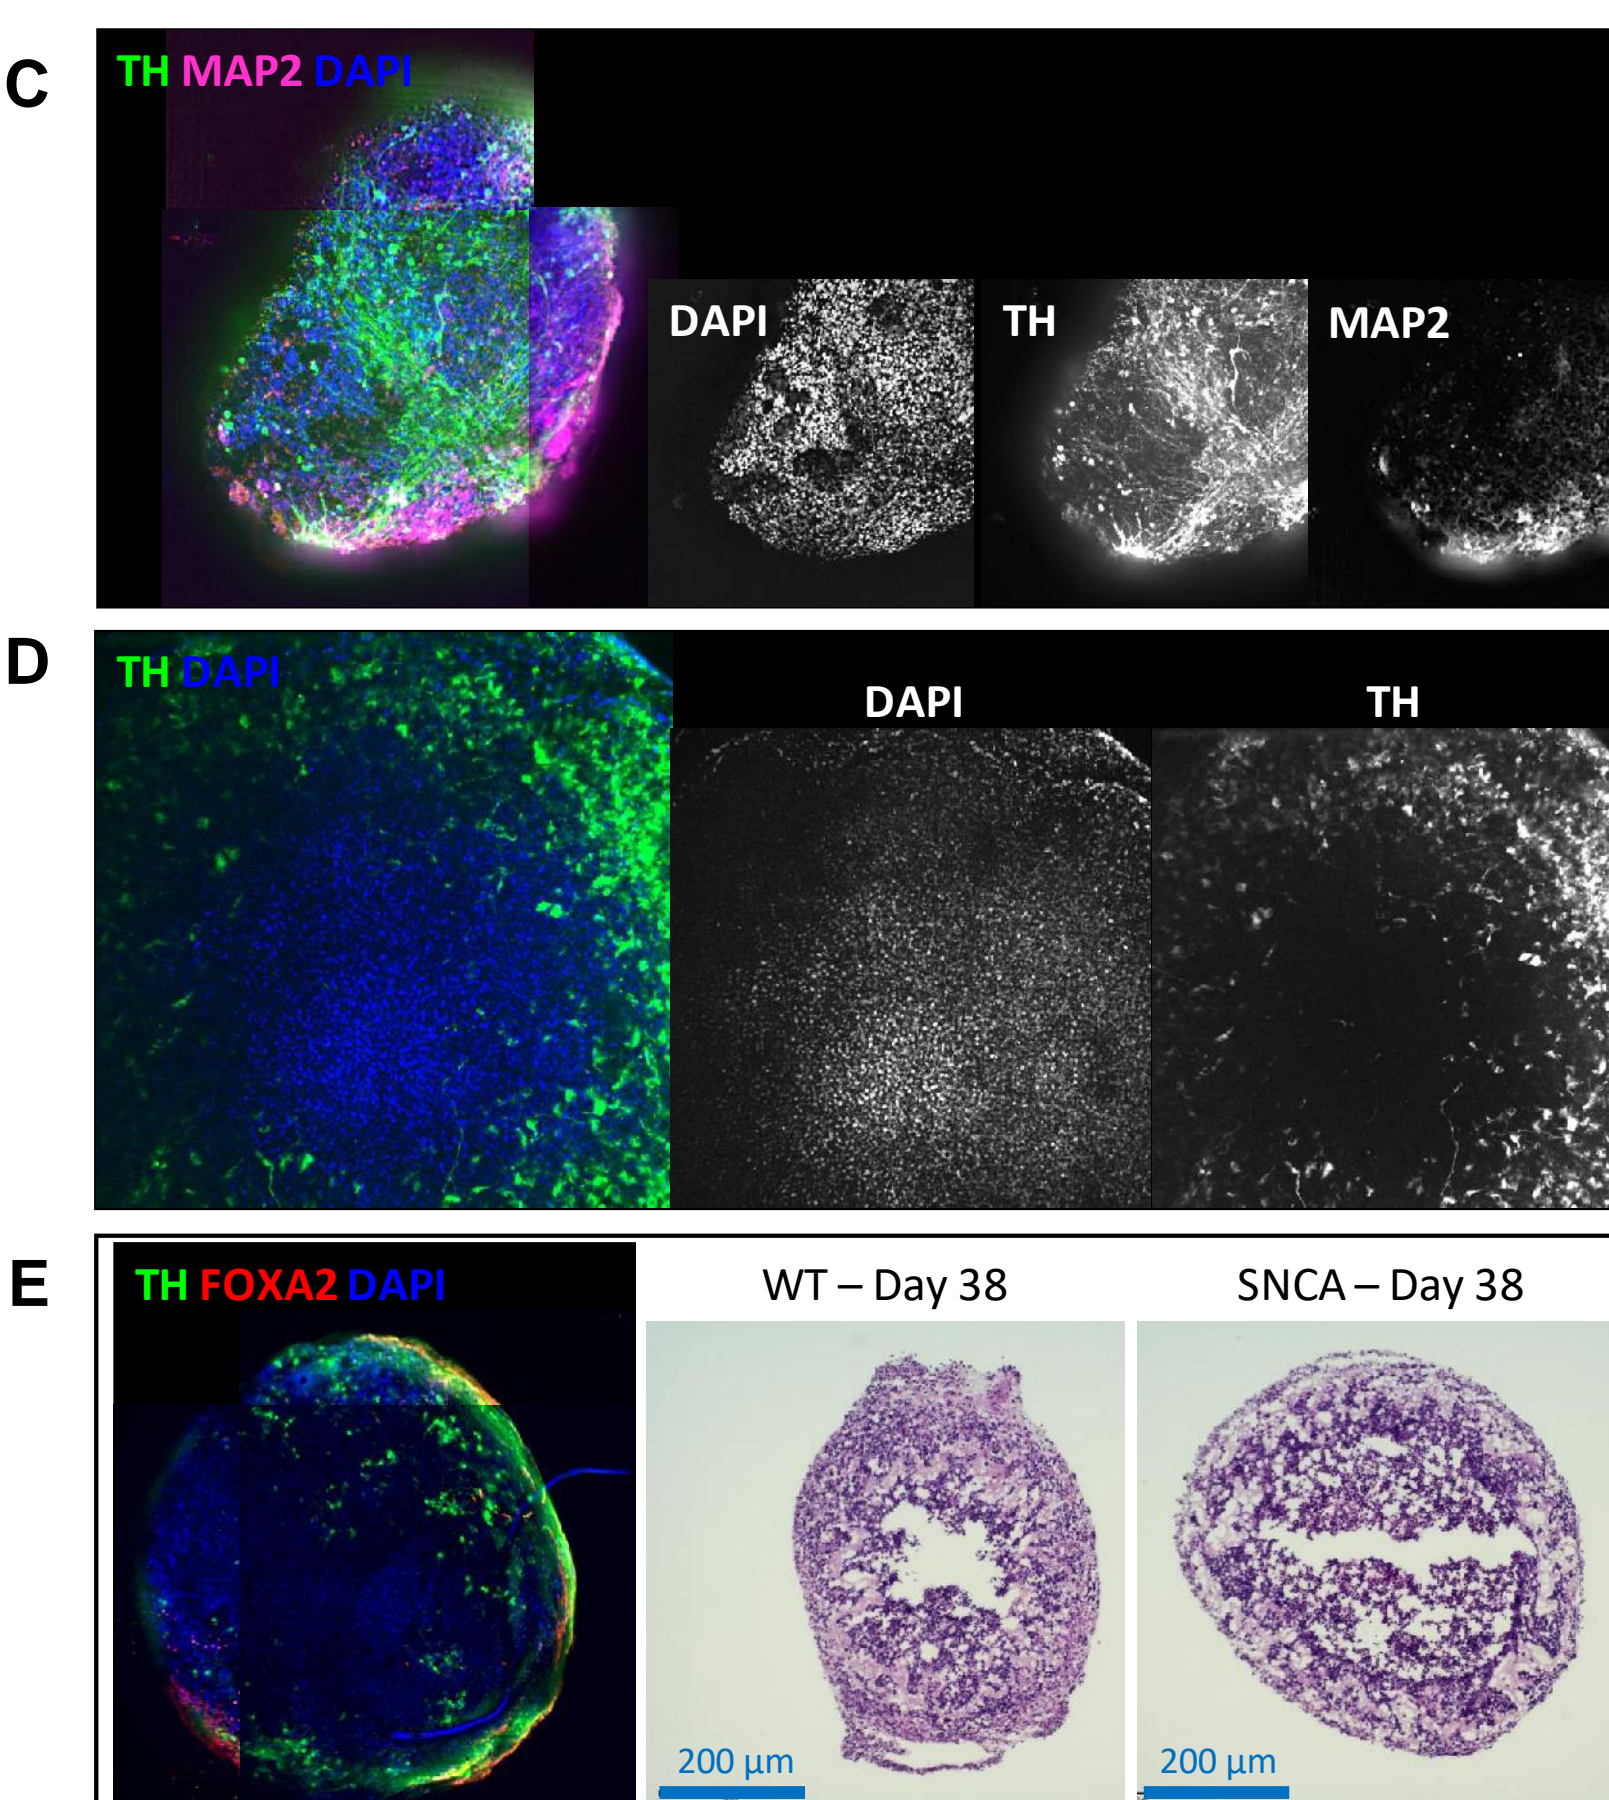 C
TH MAP2 DAPI
DAPI
TH
MAP2
D
TH DAPI
DAPI
TH
E
TH FOXA2 DAPI
WT – Day 38
SNCA – Day 38
200 µm
200 µm